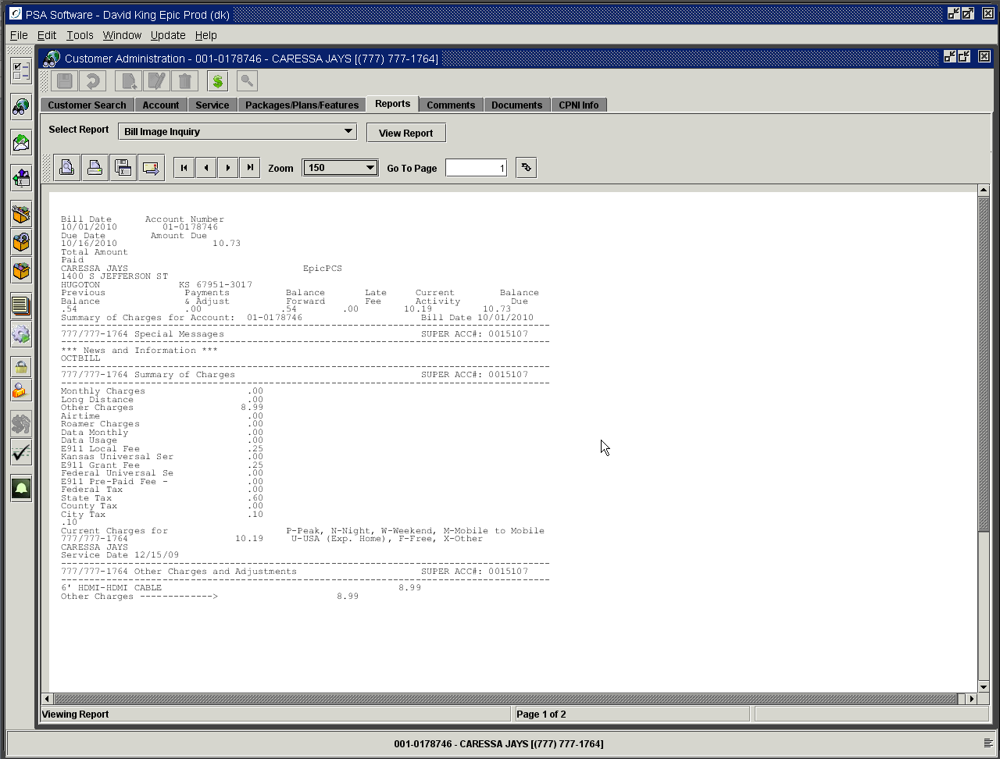 PSA Software - David King Epic Prod (dk)
File Edit Tools Window Update Help
Customer Administration - 001-0178746 - CARESSA JAYS [(777) 777-1764]
Customer Search Account Service Packages/Plans/Features Reports Comments Documents CPNI Info
Select Report Bill Image Inquiry View Report
Zoom 150 Go To Page 1
Bill Date Account Number
10/01/2010 01-0178746
Due Date Amount Due
10/16/2010 10.73
Total Amount
Paid
CARESSA JAYS EpicPCS
1400 S JEFFERSON ST
HUGOTON KS 67951-3017
Previous Payments Balance Late Current Balance
Balance & Adjust Forward Fee Activity Due
.54 .00 .54 .00 10.19 10.73
Summary of Charges for Account: 01-0178746 Bill Date 10/01/2010
---------------------------------------------------------------------------------------
777/777-1764 Special Messages SUPER ACC#: 0015107
---------------------------------------------------------------------------------------
*** News and Information ***
OCTBILL
---------------------------------------------------------------------------------------
777/777-1764 Summary of Charges SUPER ACC#: 0015107
---------------------------------------------------------------------------------------
Monthly Charges .00
Long Distance .00
Other Charges 8.99
Airtime .00
Roamer Charges .00
Data Monthly .00
Data Usage .00
E911 Local Fee .25
Kansas Universal Ser .00
E911 Grant Fee .25
Federal Universal Se .00
E911 Pre-Paid Fee - .00
Federal Tax .00
State Tax .60
County Tax .00
City Tax .10
.10
Current Charges for P-Peak, N-Night, W-Weekend, M-Mobile to Mobile
777/777-1764 10.19 U-USA (Exp. Home), F-Free, X-Other
CARESSA JAYS
Service Date 12/15/09
---------------------------------------------------------------------------------------
777/777-1764 Other Charges and Adjustments SUPER ACC#: 0015107
---------------------------------------------------------------------------------------
6' HDMI-HDMI CABLE 8.99
Other Charges -------------> 8.99
Viewing Report Page 1 of 2
001-0178746 - CARESSA JAYS [(777) 777-1764]